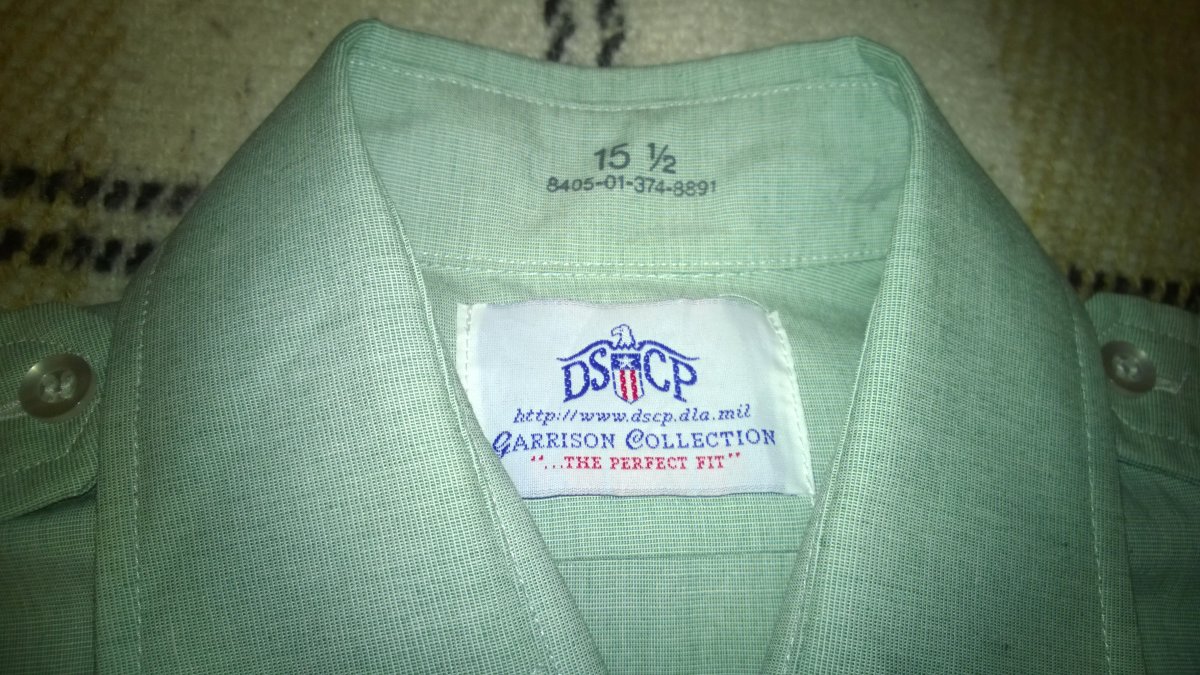 15 ½
8405-01-374-8891
DSCP
http://www.dscp.dla.mil
GARRISON COLLECTION
"...THE PERFECT FIT"